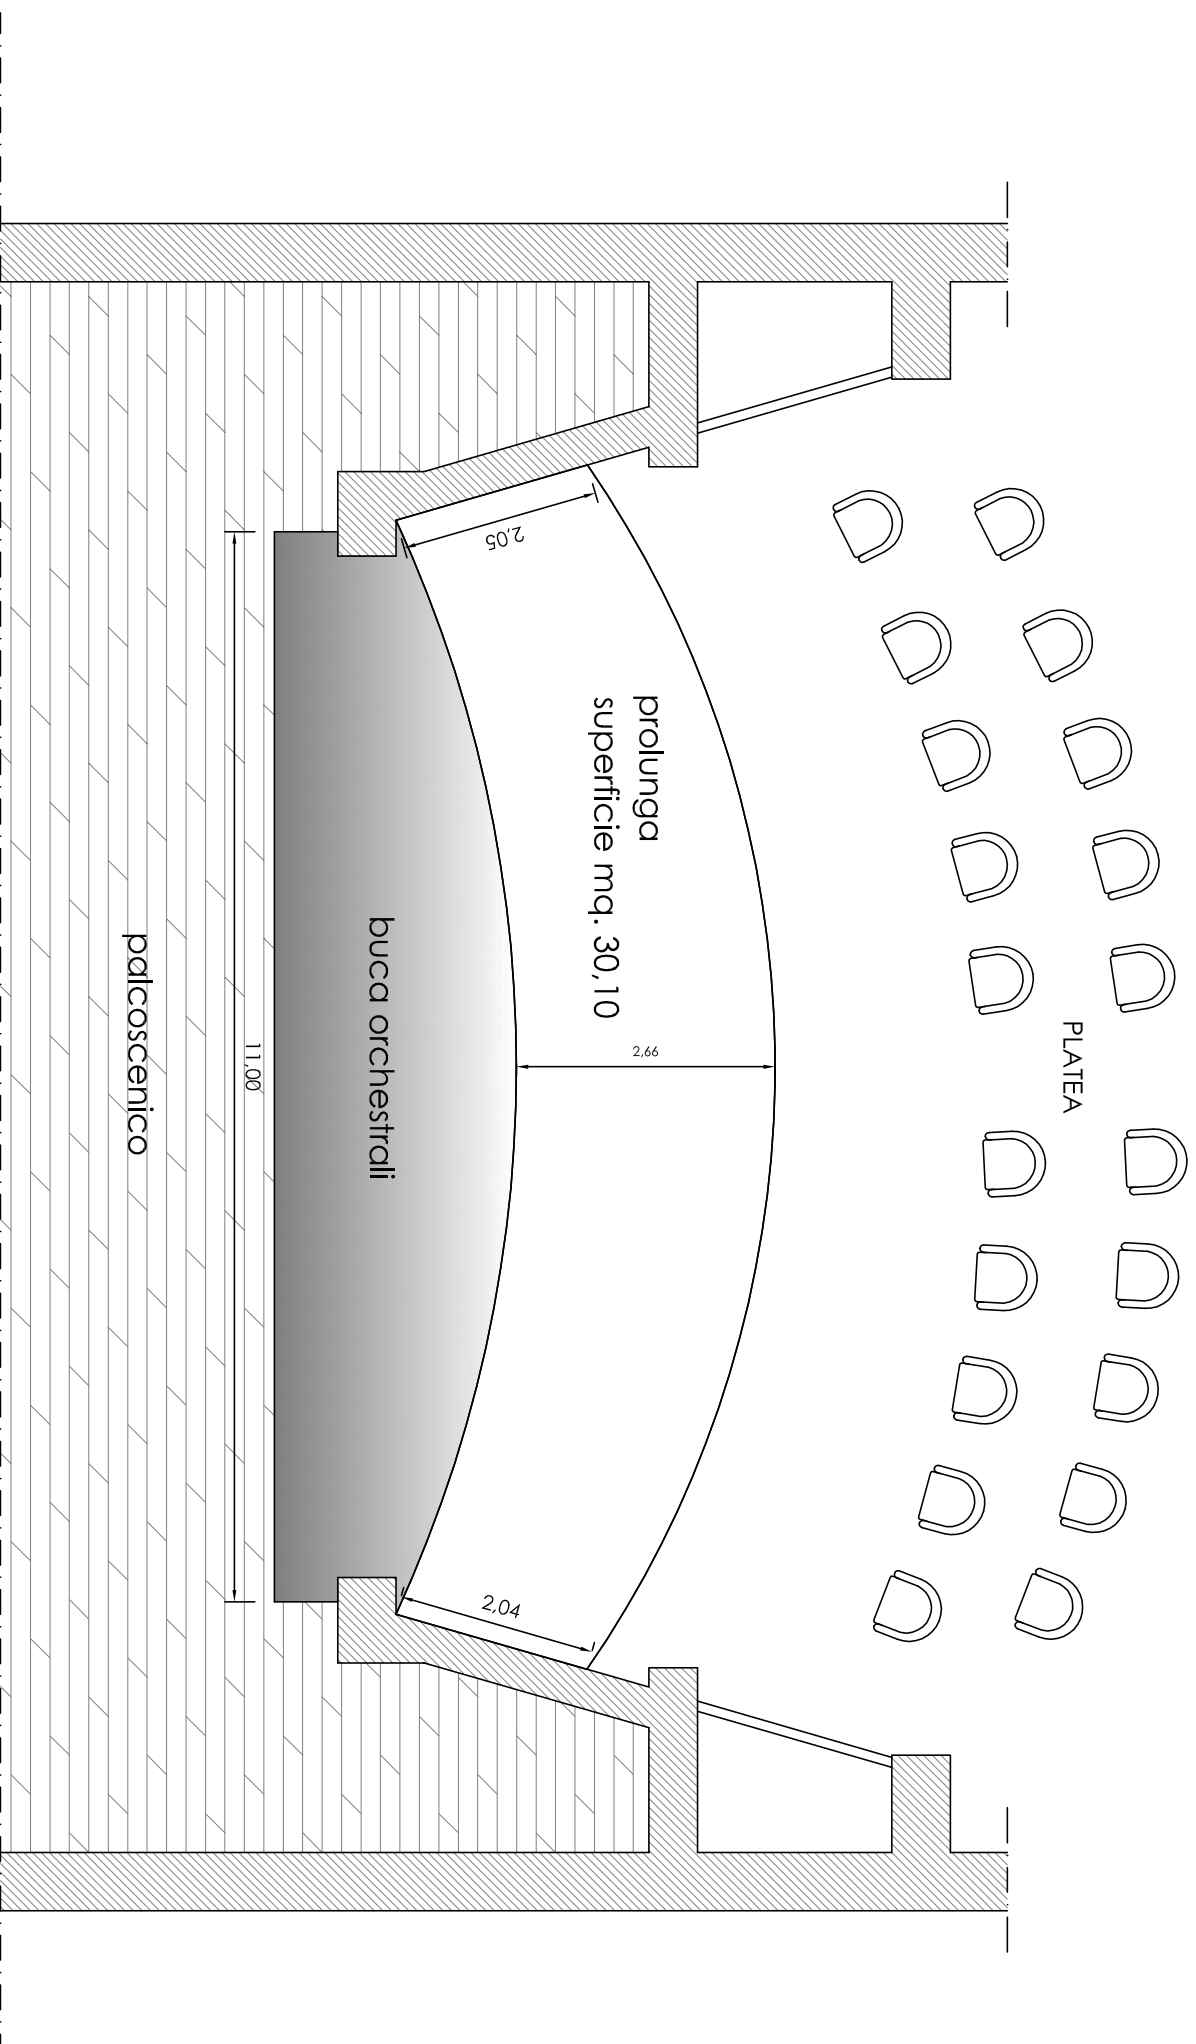 PLATEA
prolunga
superficie mq. 30,10
2,05
2,66
2,04
buca orchestrali
11,00
palcoscenico